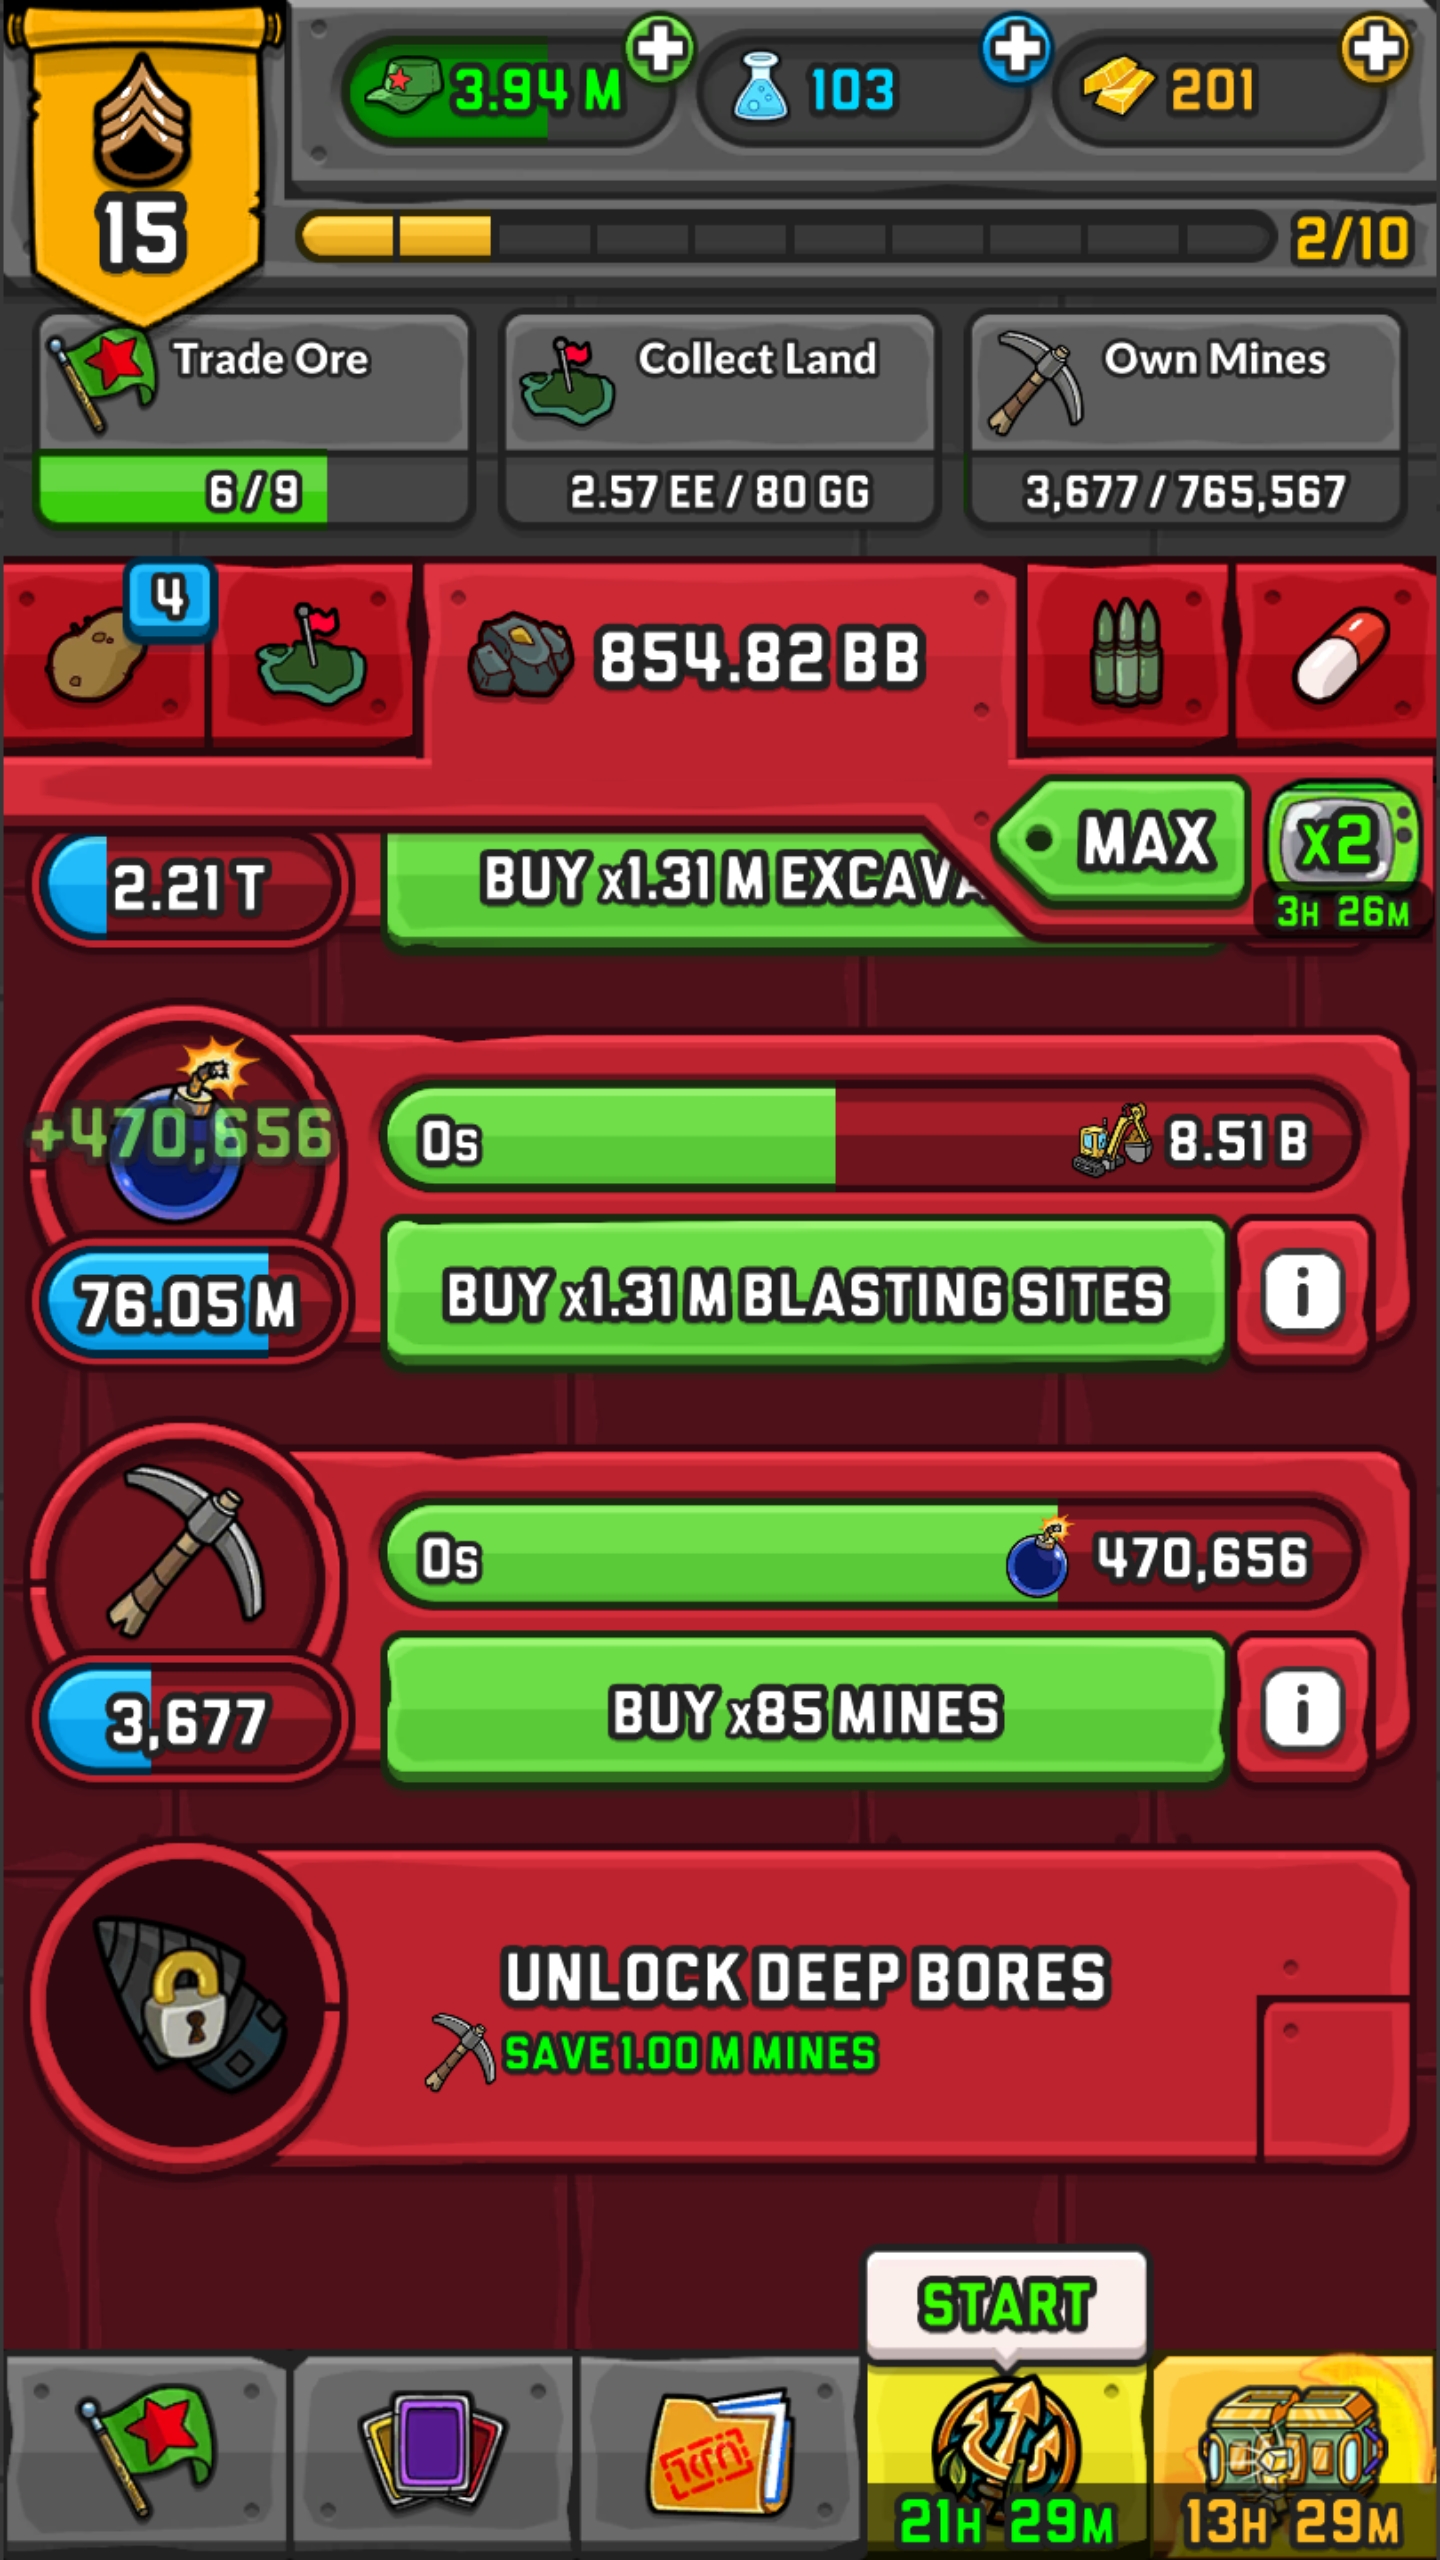 3.94 M
103
201
15
2/10
Trade Ore
Collect Land
Own Mines
6/9
2.57 EE / 80 GG
3,677 / 765,567
4
854.82 BB
MAX
x2
3H 26M
2.21 T
BUY x1.31 M EXCAVA
+470,656
0s
8.51 B
76.05 M
BUY x1.31 M BLASTING SITES
i
0s
470,656
3,677
BUY x85 MINES
i
UNLOCK DEEP BORES
SAVE 1.00 M MINES
START
21H 29M
13H 29M